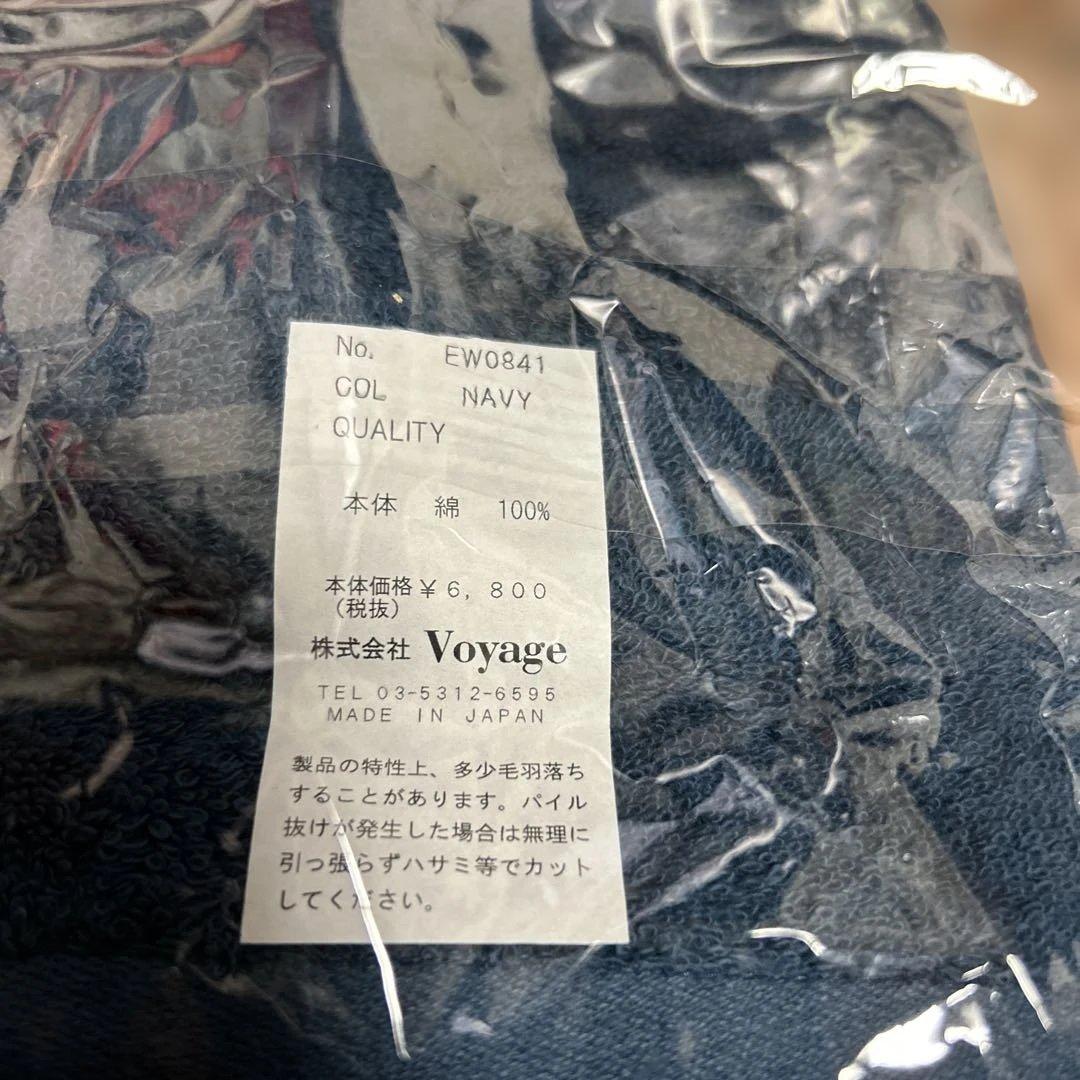 No. EW0841
COL NAVY
QUALITY
本体 綿 100%
本体価格￥6,800
(税抜)
株式会社 Voyage
TEL 03-5312-6595
MADE IN JAPAN
製品の特性上、多少毛羽落ち
することがあります。パイル
抜けが発生した場合は無理に
引っ張らずハサミ等でカット
してください。